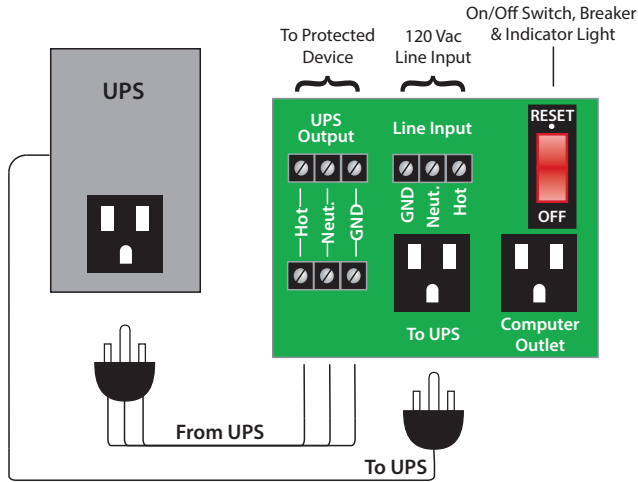 On/Off Switch, Breaker
& Indicator Light
To Protected
Device
120 Vac
Line Input
UPS
UPS
Output
Line Input
RESET
OFF
Hot
Neut.
GND
GND
Neut.
Hot
To UPS
Computer
Outlet
From UPS
To UPS